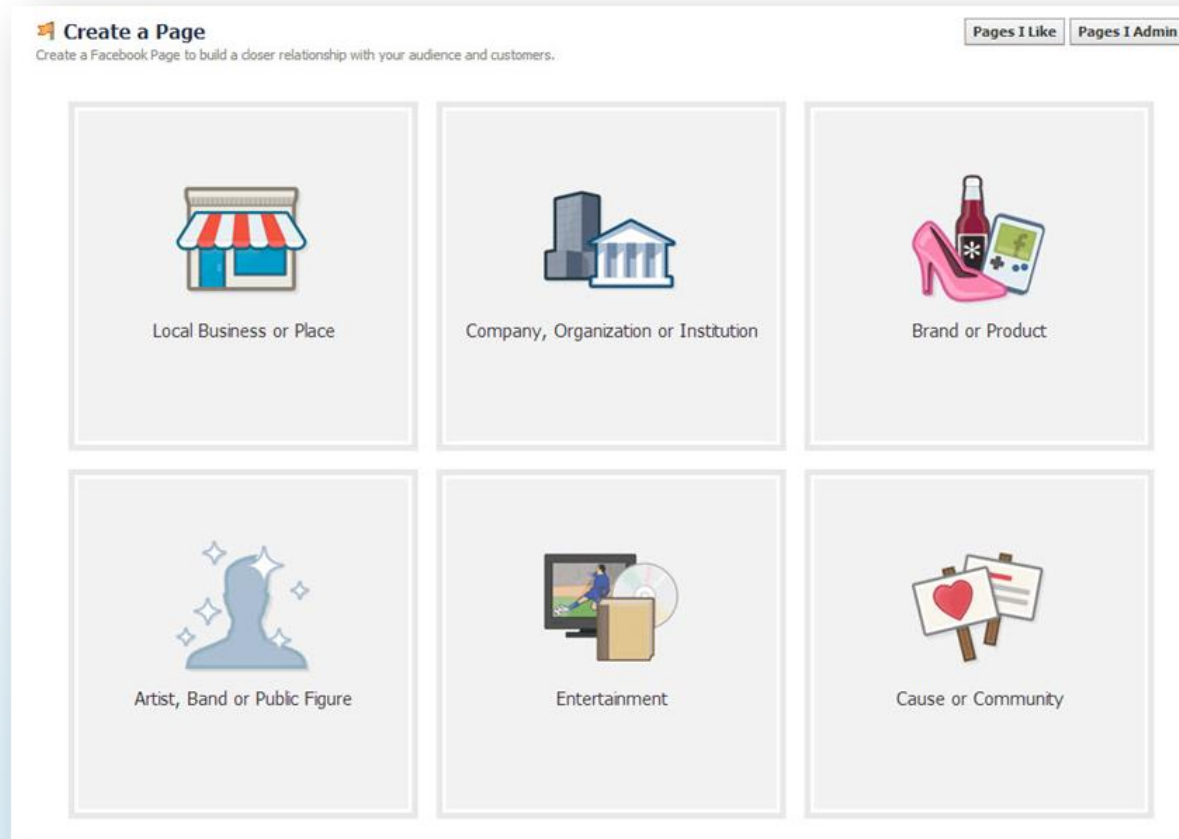 Create a Page
Pages I Like
Pages I Admin
Create a Facebook Page to build a closer relationship with your audience and customers.
Local Business or Place
Company, Organization or Institution
Brand or Product
Artist, Band or Public Figure
Entertainment
Cause or Community